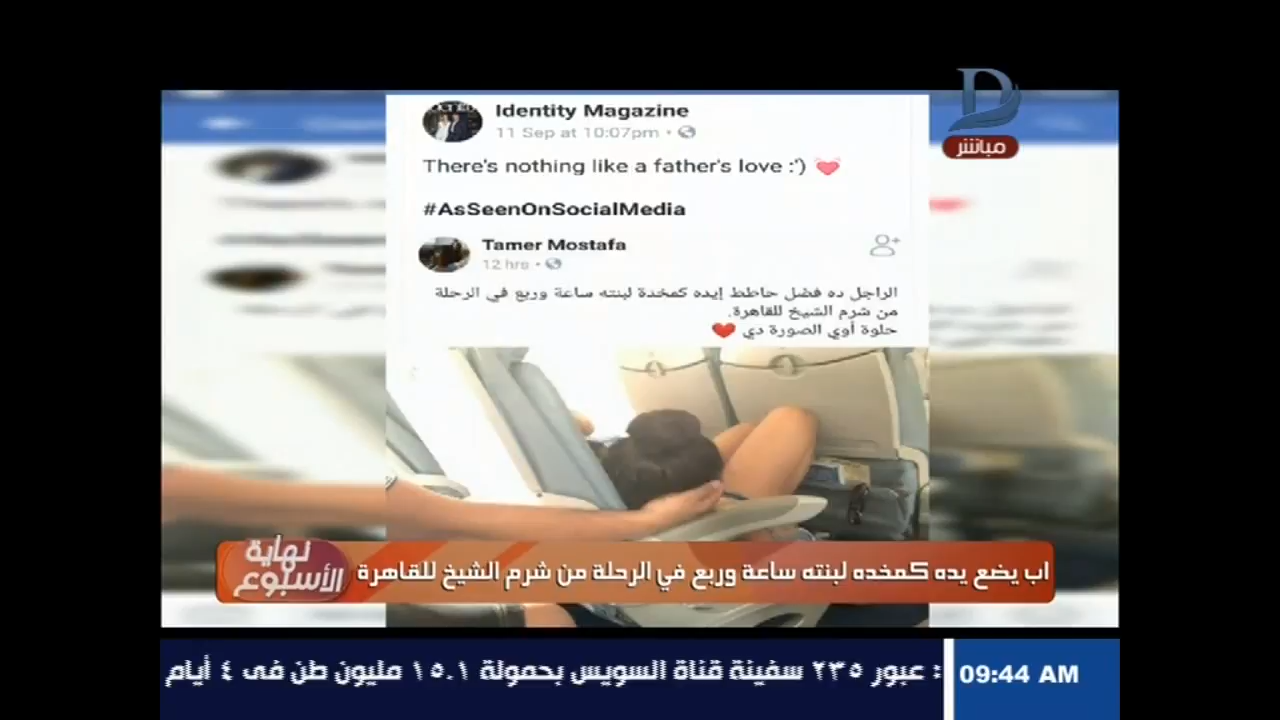 Identity Magazine
11 Sep at 10:07pm
There's nothing like a father's love :')
#AsSeenOnSocialMedia
Tamer Mostafa
12 hrs
الراجل ده فضل حاطط إيده كمخدة لبنته ساعة وربع في الرحلة
من شرم الشيخ للقاهرة.
حلوة أوي الصورة دي
مباشر
نهاية
الأسبوع
اب يضع يده كمخده لبنته ساعة وربع في الرحلة من شرم الشيخ للقاهرة
: عبور ٢٣٥ سفينة قناة السويس بحمولة ١٥.١ مليون طن فى ٤ أيام
09:44 AM